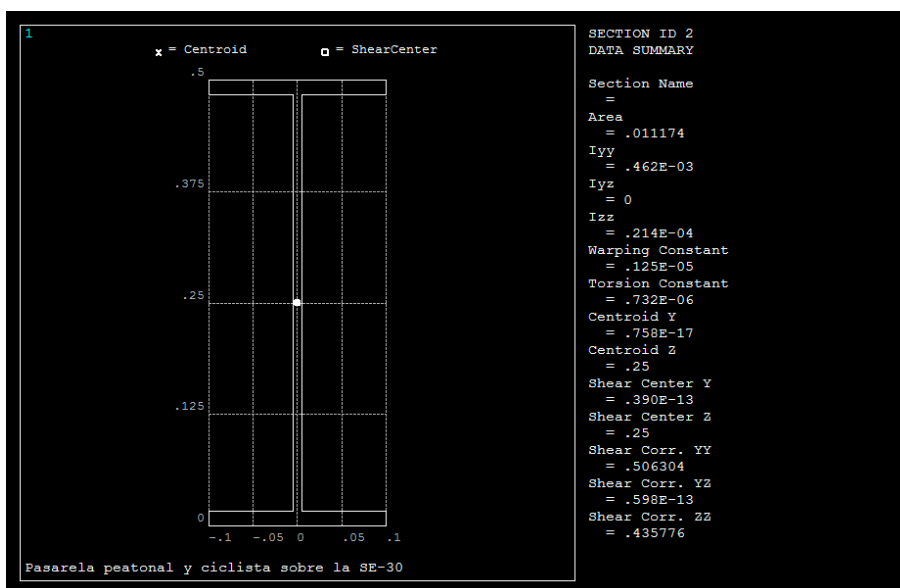 1
x = Centroid
o = ShearCenter
.5
.375
.25
.125
0
-.1 -.05 0 .05 .1
Pasarela peatonal y ciclista sobre la SE-30
SECTION ID 2
DATA SUMMARY
Section Name
=
Area
= .011174
Iyy
= .462E-03
Iyz
= 0
Izz
= .214E-04
Warping Constant
= .125E-05
Torsion Constant
= .732E-06
Centroid Y
= .758E-17
Centroid Z
= .25
Shear Center Y
= .390E-13
Shear Center Z
= .25
Shear Corr. YY
= .506304
Shear Corr. YZ
= .598E-13
Shear Corr. ZZ
= .435776